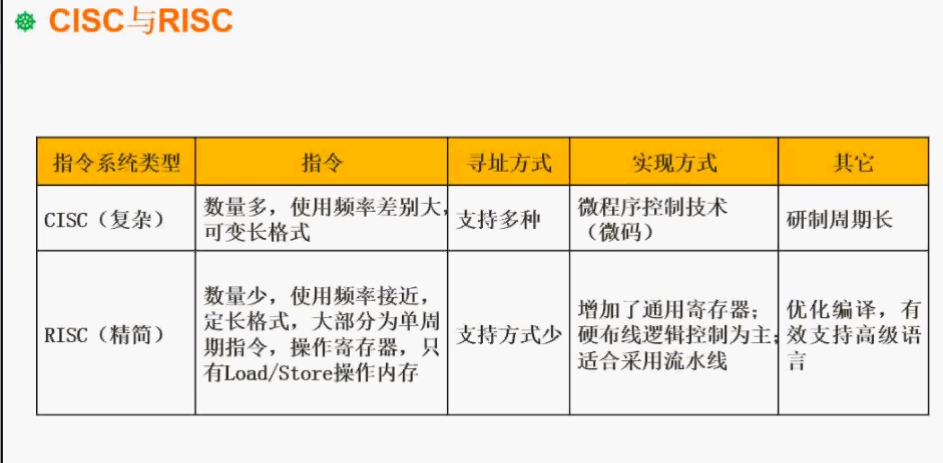 CISC与RISC
指令系统类型 指令 寻址方式 实现方式 其它
CISC（复杂）
数量多，使用频率差别大，
可变长格式
支持多种
微程序控制技术
（微码）
研制周期长
RISC（精简）
数量少，使用频率接近，
定长格式，大部分为单周
期指令，操作寄存器，只
有Load/Store操作内存
支持方式少
增加了通用寄存器；
硬布线逻辑控制为主；
适合采用流水线
优化编译，有
效支持高级语
言